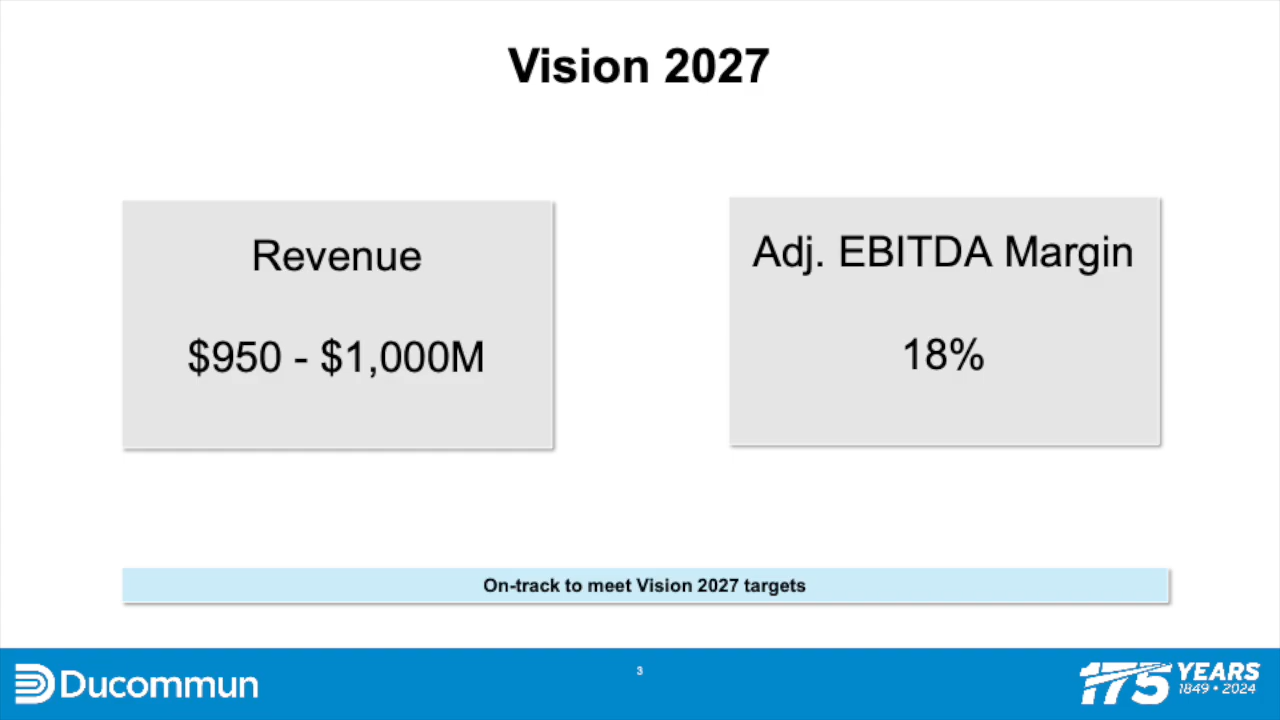 Vision 2027
Revenue
$950 - $1,000M
Adj. EBITDA Margin
18%
On-track to meet Vision 2027 targets
Ducommun
3
175 YEARS
1849 • 2024